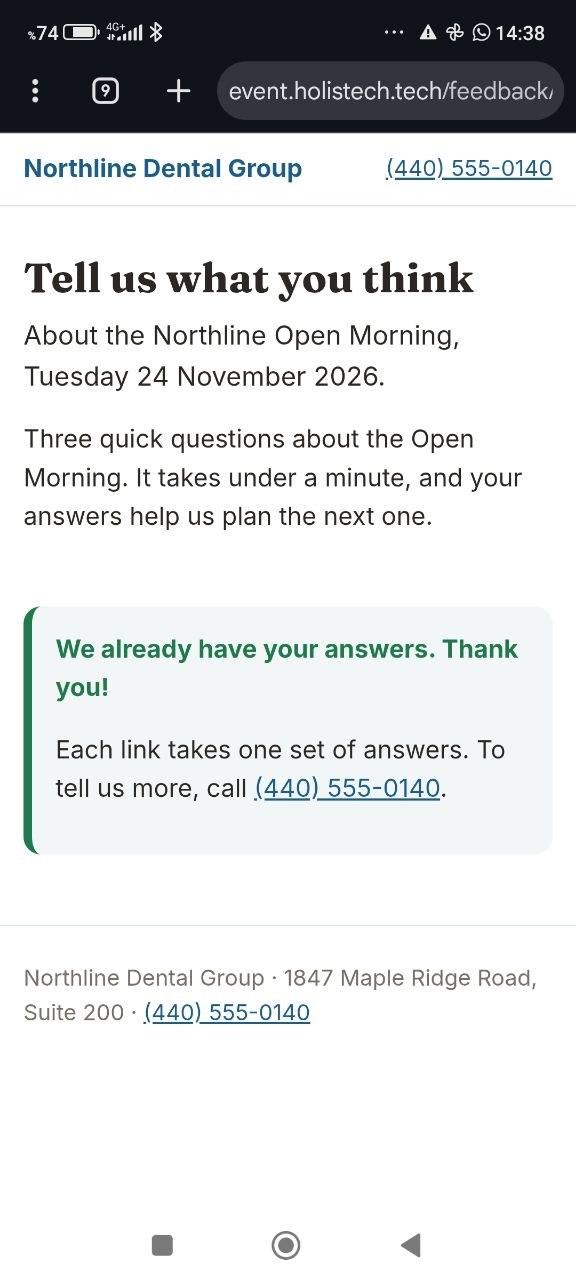 %74 4G+ 14:38
9 event.holistech.tech/feedback/
Northline Dental Group (440) 555-0140
Tell us what you think
About the Northline Open Morning,
Tuesday 24 November 2026.
Three quick questions about the Open
Morning. It takes under a minute, and your
answers help us plan the next one.
We already have your answers. Thank
you!
Each link takes one set of answers. To
tell us more, call (440) 555-0140.
Northline Dental Group · 1847 Maple Ridge Road,
Suite 200 · (440) 555-0140